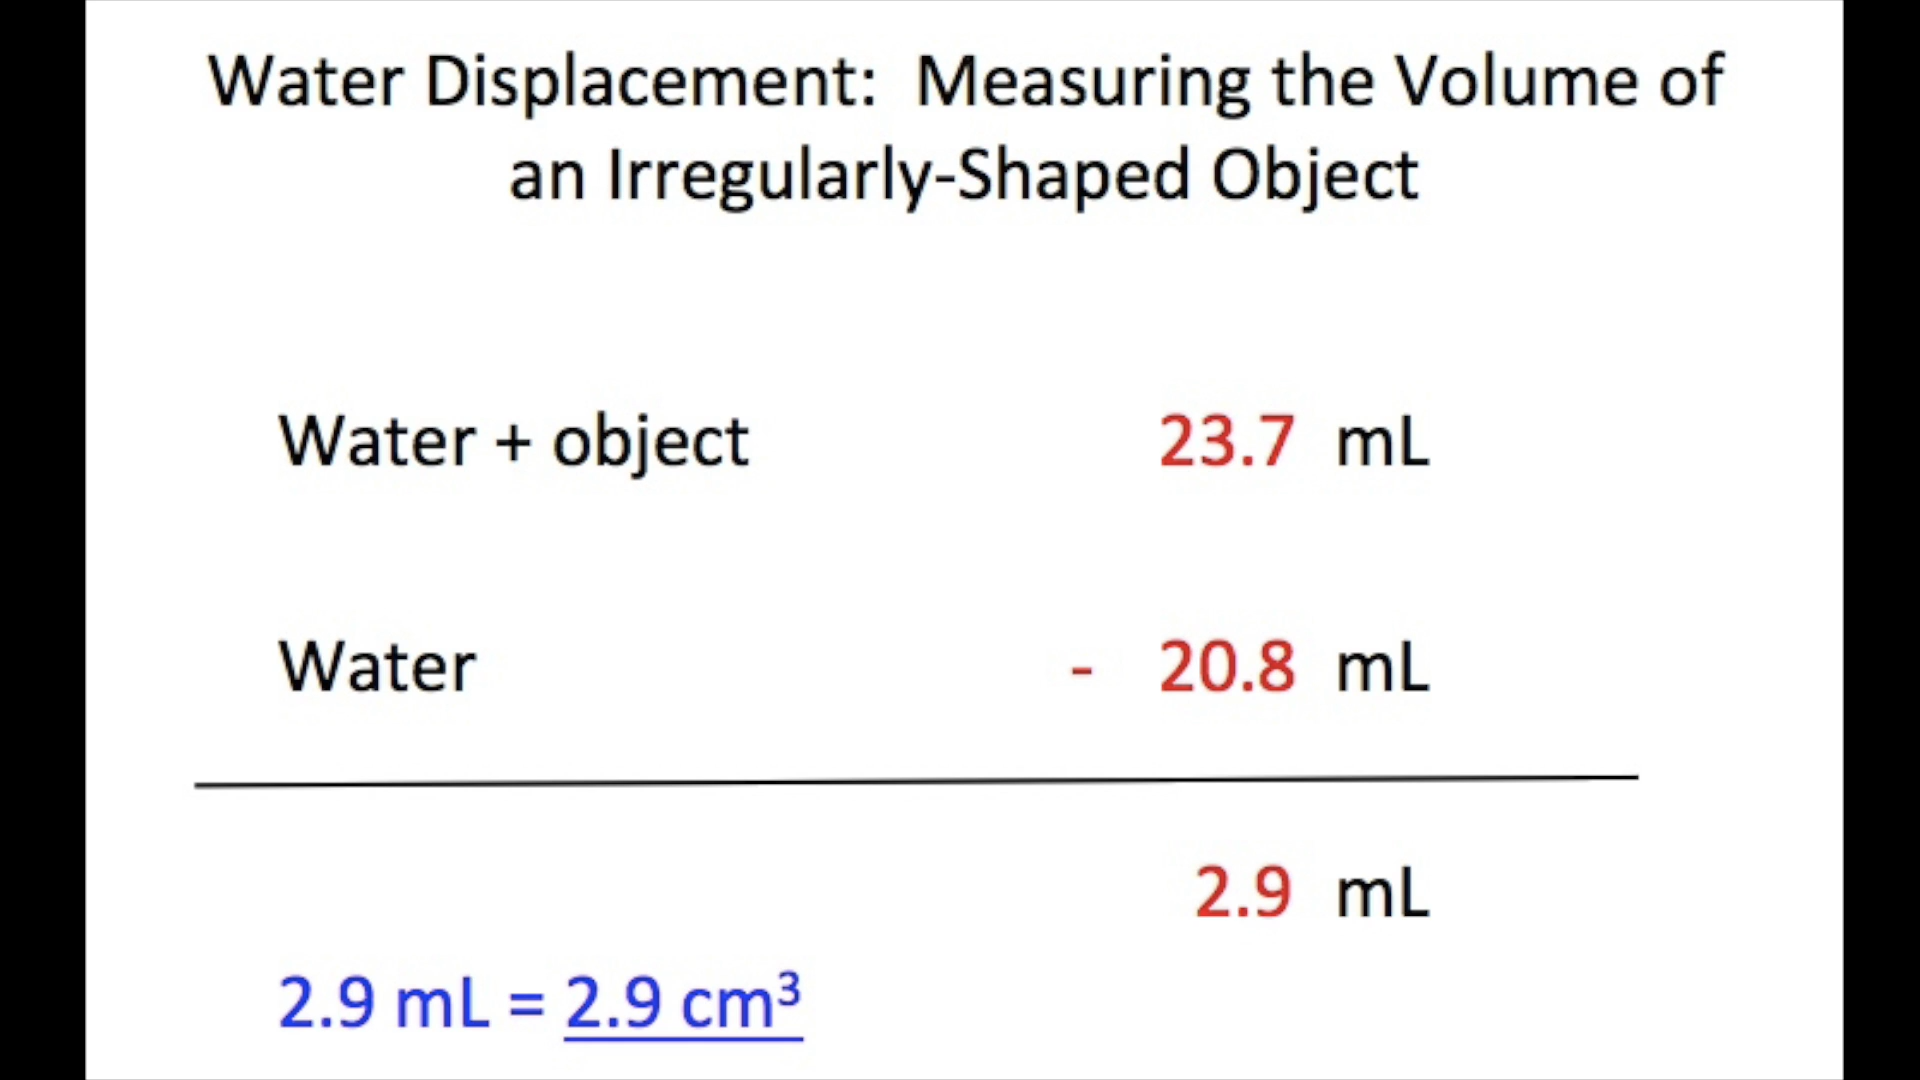 Water Displacement: Measuring the Volume of
an Irregularly-Shaped Object
Water + object 23.7 mL
Water - 20.8 mL
2.9 mL
2.9 mL = 2.9 cm³